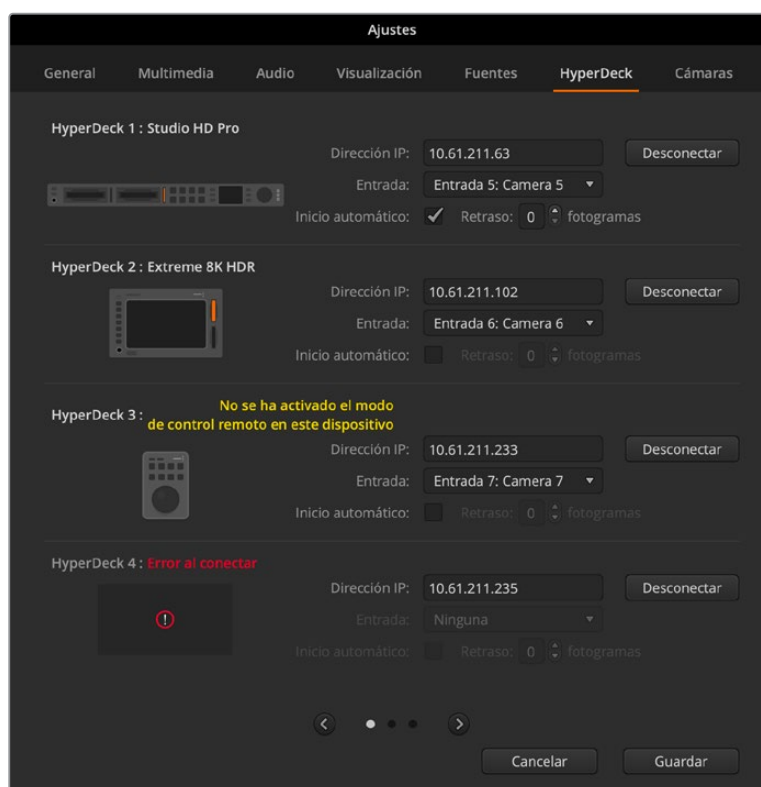 Ajustes
General Multimedia Audio Visualización Fuentes HyperDeck Cámaras
HyperDeck 1 : Studio HD Pro
Dirección IP: 10.61.211.63 Desconectar
Entrada: Entrada 5: Camera 5
Inicio automático: Retraso: 0 fotogramas
HyperDeck 2 : Extreme 8K HDR
Dirección IP: 10.61.211.102 Desconectar
Entrada: Entrada 6: Camera 6
Inicio automático: Retraso: 0 fotogramas
HyperDeck 3 : No se ha activado el modo
de control remoto en este dispositivo
Dirección IP: 10.61.211.233 Desconectar
Entrada: Entrada 7: Camera 7
Inicio automático: Retraso: 0 fotogramas
HyperDeck 4 : Error al conectar
Dirección IP: 10.61.211.235 Desconectar
Entrada: Ninguna
Inicio automático: Retraso: 0 fotogramas
Cancelar Guardar